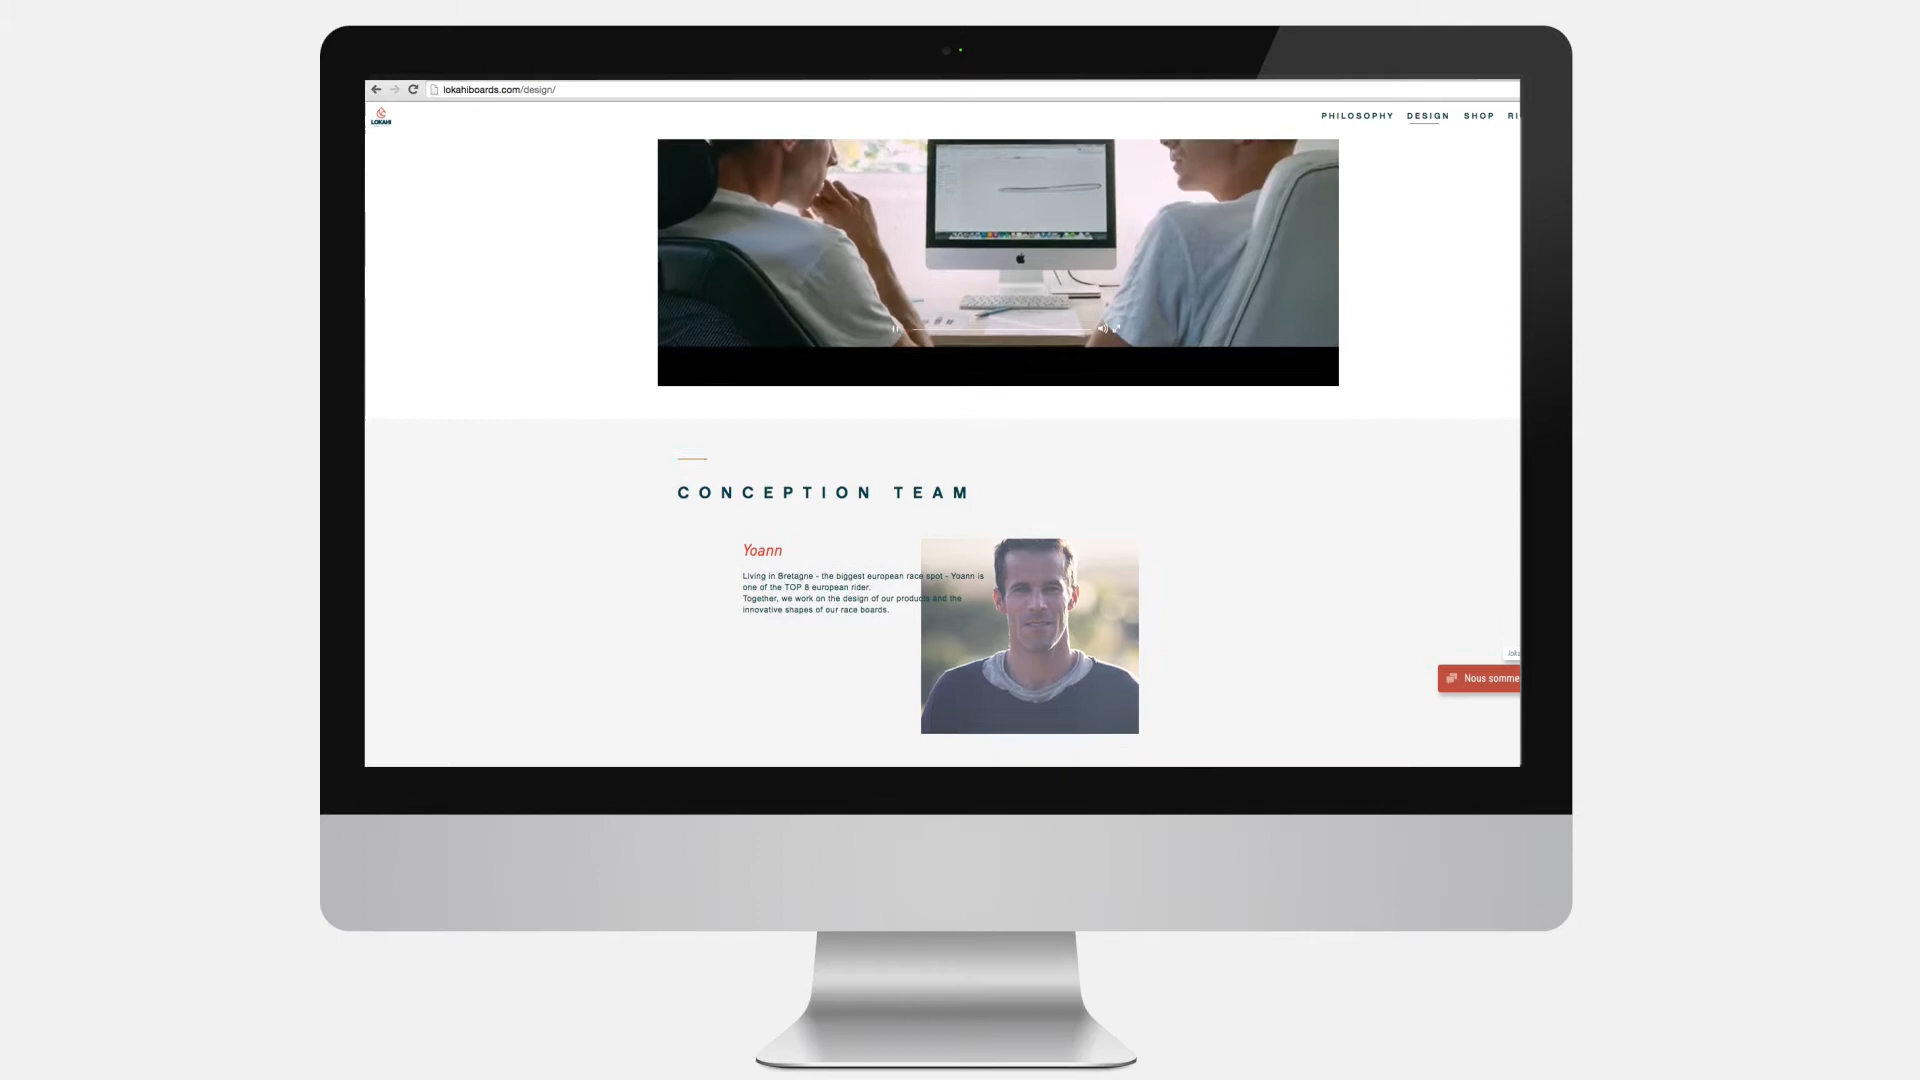 lokahiboards.com/design/
LOKAHI
PHILOSOPHY DESIGN SHOP RI
CONCEPTION TEAM
Yoann
Living in Bretagne - the biggest european race spot - Yoann is
one of the TOP 8 european rider.
Together, we work on the design of our products and the
innovative shapes of our race boards.
Nous somme